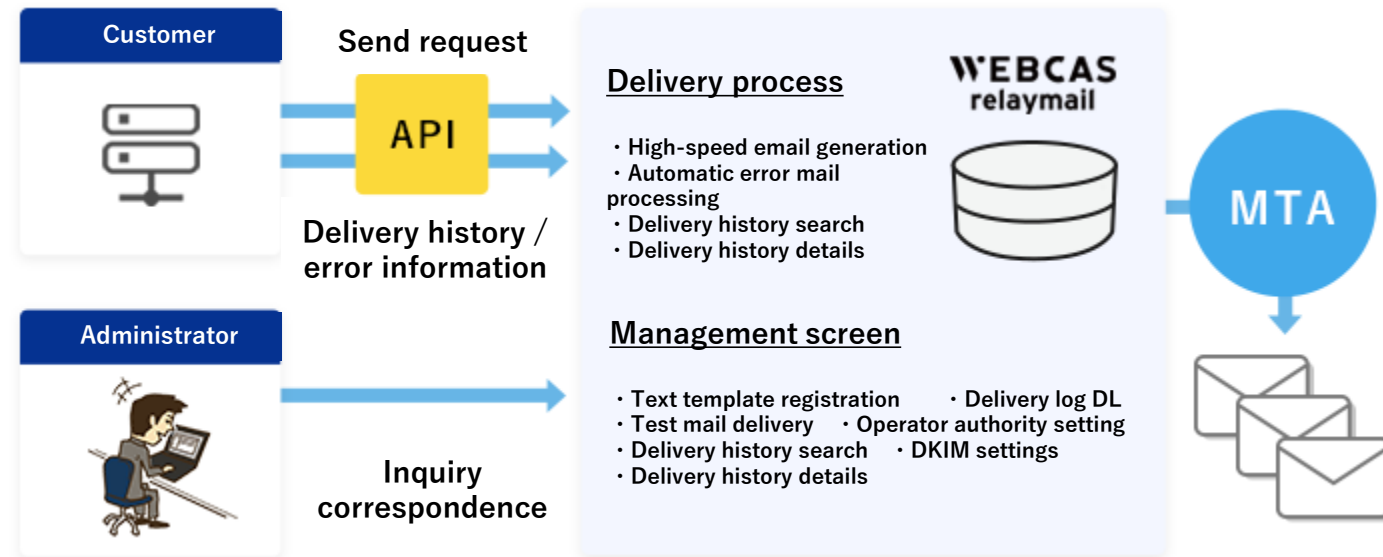 Customer
Send request
API
Delivery history /
error information
Delivery process
WEBCAS
relaymail
・High-speed email generation
・Automatic error mail
processing
・Delivery history search
・Delivery history details
MTA
Administrator
Inquiry
correspondence
Management screen
・Text template registration ・Delivery log DL
・Test mail delivery ・Operator authority setting
・Delivery history search ・DKIM settings
・Delivery history details